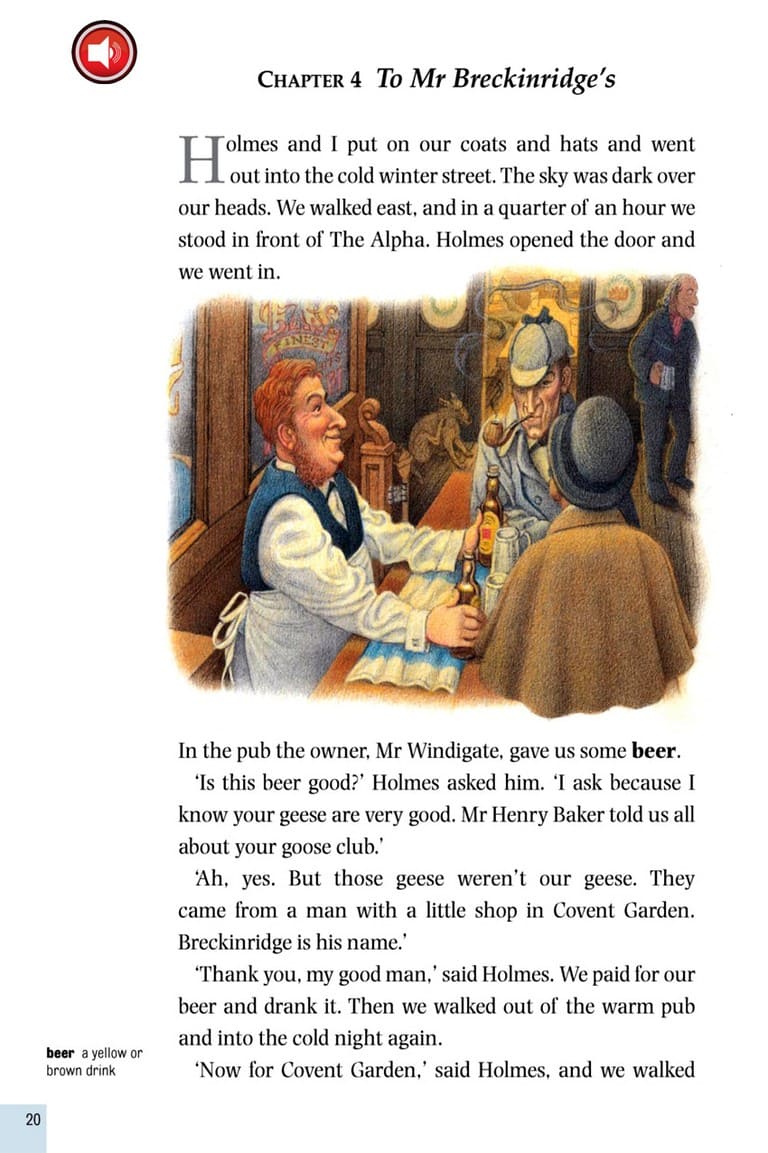 CHAPTER 4 To Mr Breckinridge's
Holmes and I put on our coats and hats and went
out into the cold winter street. The sky was dark over
our heads. We walked east, and in a quarter of an hour we
stood in front of The Alpha. Holmes opened the door and
we went in.
FINEST
In the pub the owner, Mr Windigate, gave us some beer.
‘Is this beer good?’ Holmes asked him. ‘I ask because I
know your geese are very good. Mr Henry Baker told us all
about your goose club.’
‘Ah, yes. But those geese weren’t our geese. They
came from a man with a little shop in Covent Garden.
Breckinridge is his name.’
‘Thank you, my good man,’ said Holmes. We paid for our
beer and drank it. Then we walked out of the warm pub
and into the cold night again.
‘Now for Covent Garden,’ said Holmes, and we walked
beer a yellow or
brown drink
20